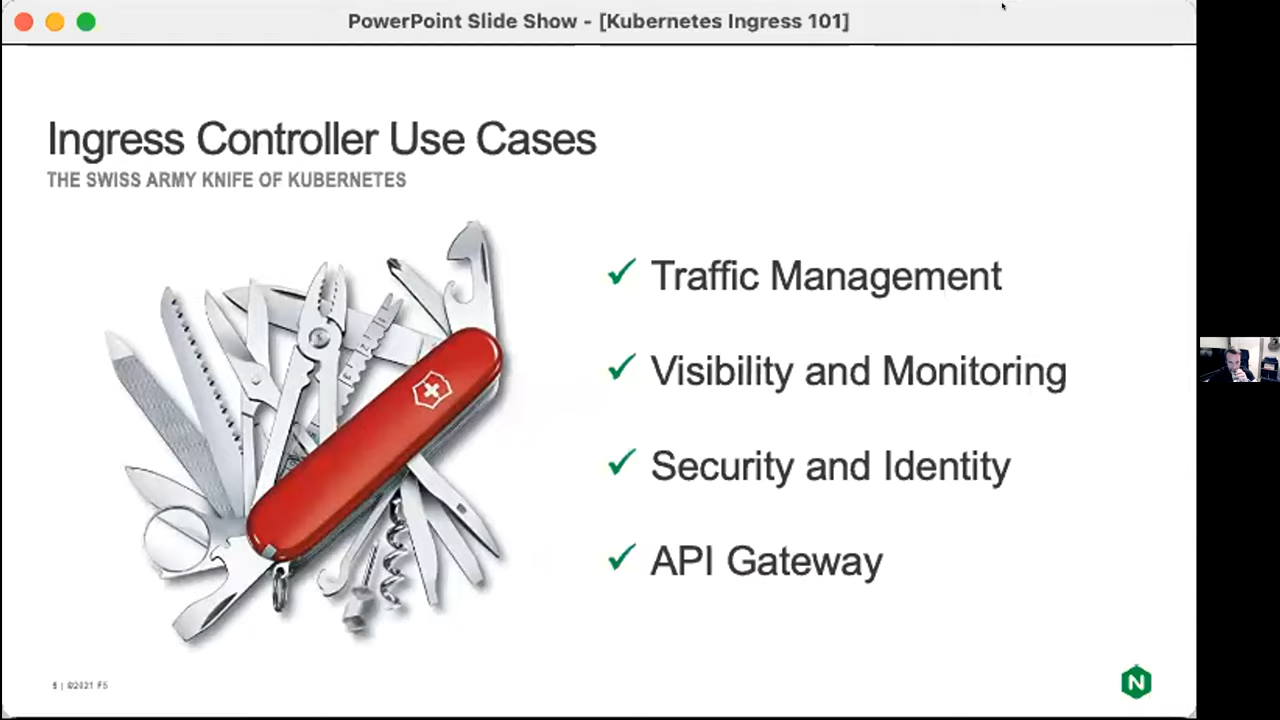 PowerPoint Slide Show - [Kubernetes Ingress 101]
Ingress Controller Use Cases
THE SWISS ARMY KNIFE OF KUBERNETES
✓ Traffic Management
✓ Visibility and Monitoring
✓ Security and Identity
✓ API Gateway
5 | ©2021 F5
N